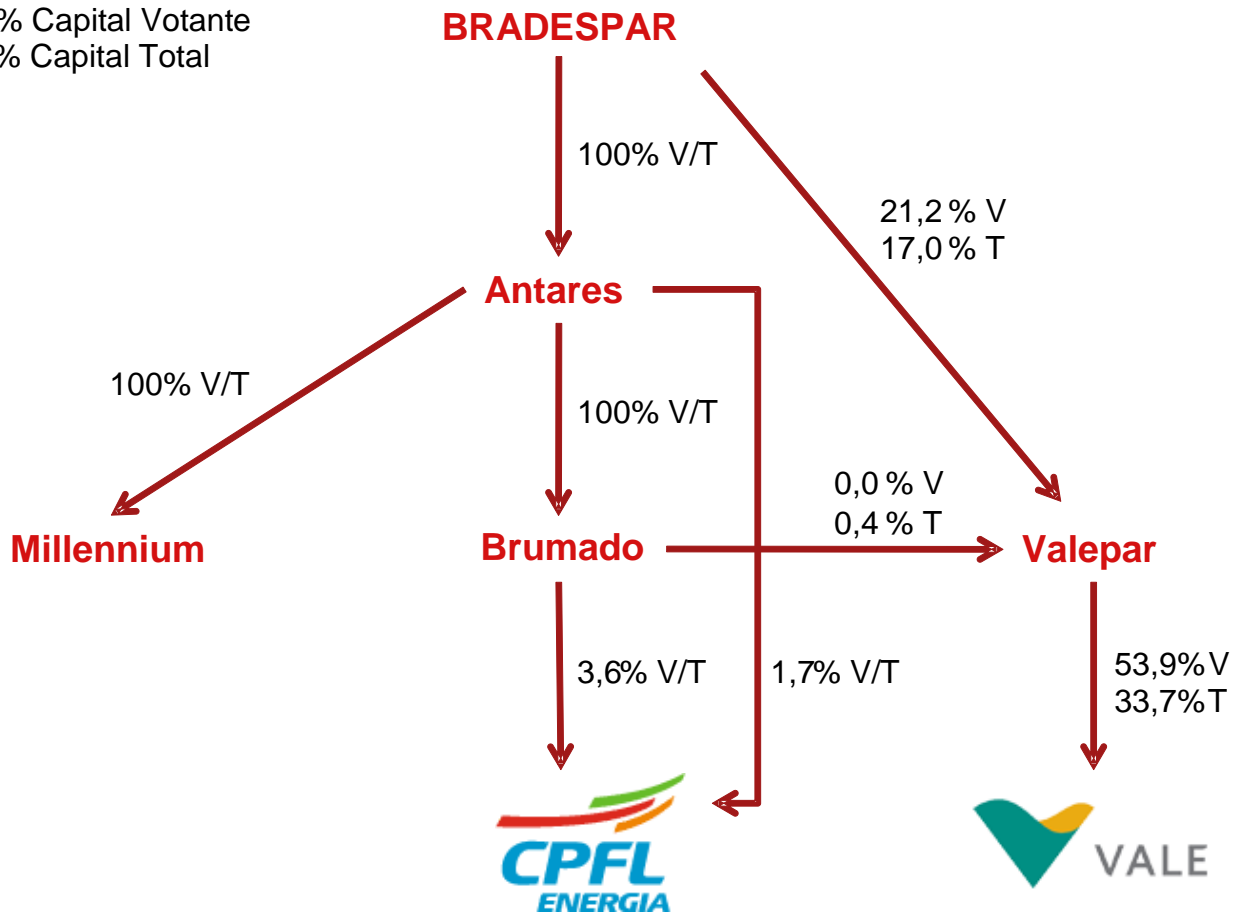 % Capital Votante
% Capital Total
BRADESPAR
100% V/T
21,2 % V
17,0 % T
Antares
100% V/T
100% V/T
0,0 % V
0,4 % T
Millennium
Brumado
Valepar
3,6% V/T
1,7% V/T
53,9% V
33,7% T
CPFL
ENERGIA
VALE